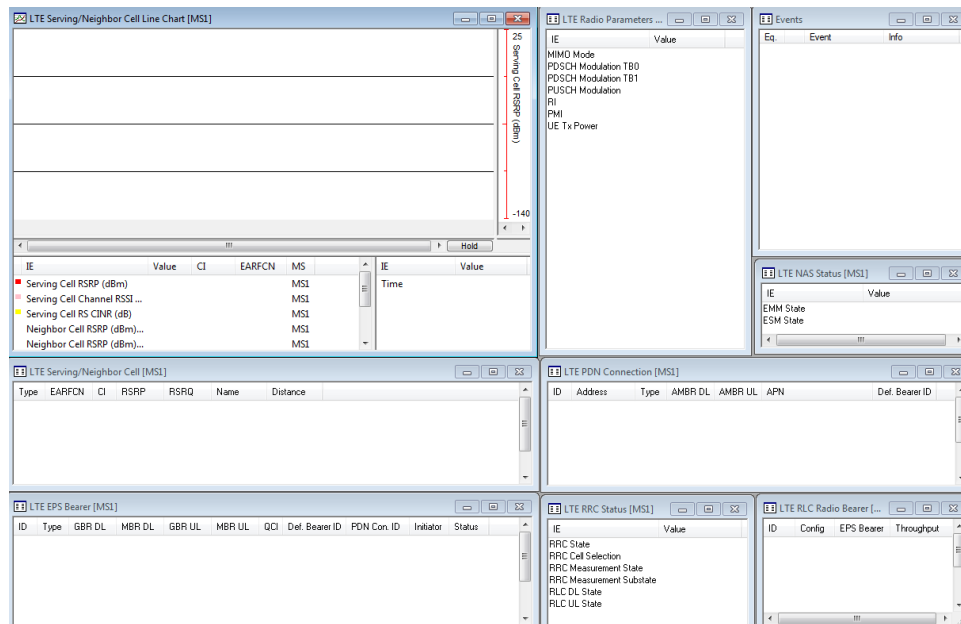 LTE Serving/Neighbor Cell Line Chart [MS1]
25
Serving Cell RSRP (dBm)
-140
Hold
IE Value CI EARFCN MS
Serving Cell RSRP (dBm) MS1
Serving Cell Channel RSSI ... MS1
Serving Cell RS CINR (dB) MS1
Neighbor Cell RSRP (dBm)... MS1
Neighbor Cell RSRP (dBm)... MS1
IE Value
Time
LTE Radio Parameters ...
IE Value
MIMO Mode
PDSCH Modulation TB0
PDSCH Modulation TB1
PUSCH Modulation
RI
PMI
UE Tx Power
Events
Eq. Event Info
LTE NAS Status [MS1]
IE Value
EMM State
ESM State
LTE Serving/Neighbor Cell [MS1]
Type EARFCN CI RSRP RSRQ Name Distance
LTE PDN Connection [MS1]
ID Address Type AMBR DL AMBR UL APN Def. Bearer ID
LTE EPS Bearer [MS1]
ID Type GBR DL MBR DL GBR UL MBR UL QCI Def. Bearer ID PDN Con. ID Initiator Status
LTE RRC Status [MS1]
IE Value
RRC State
RRC Cell Selection
RRC Measurement State
RRC Measurement Substate
RLC DL State
RLC UL State
LTE RLC Radio Bearer [...
ID Config EPS Bearer Throughput